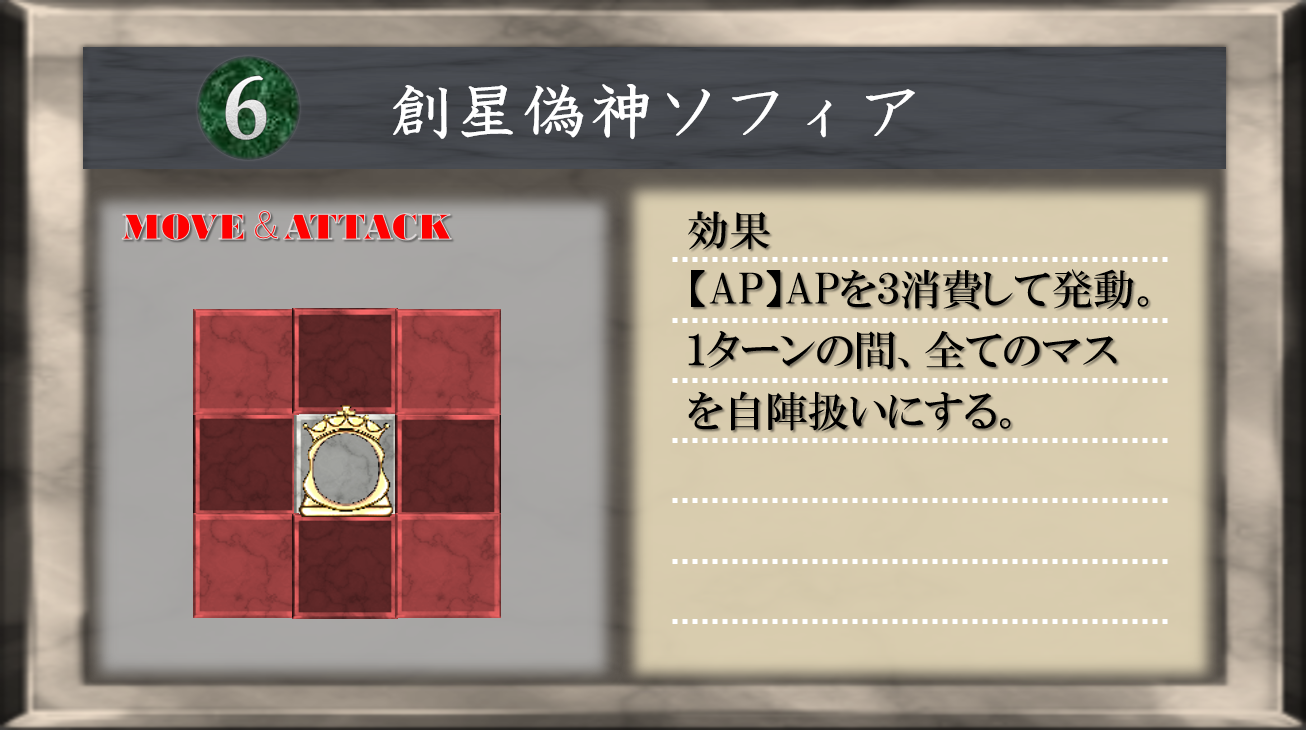 6
創星偽神ソフィア
MOVE&ATTACK
効果
【AP】APを3消費して発動。
1ターンの間、全てのマス
を自陣扱いにする。